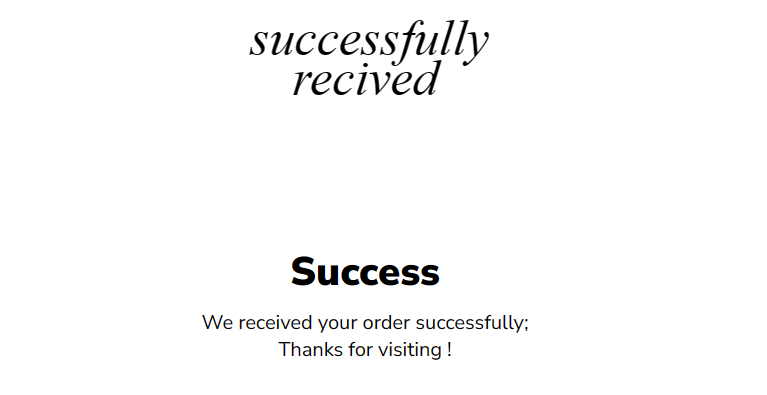 successfully
recived
Success
We received your order successfully;
Thanks for visiting !